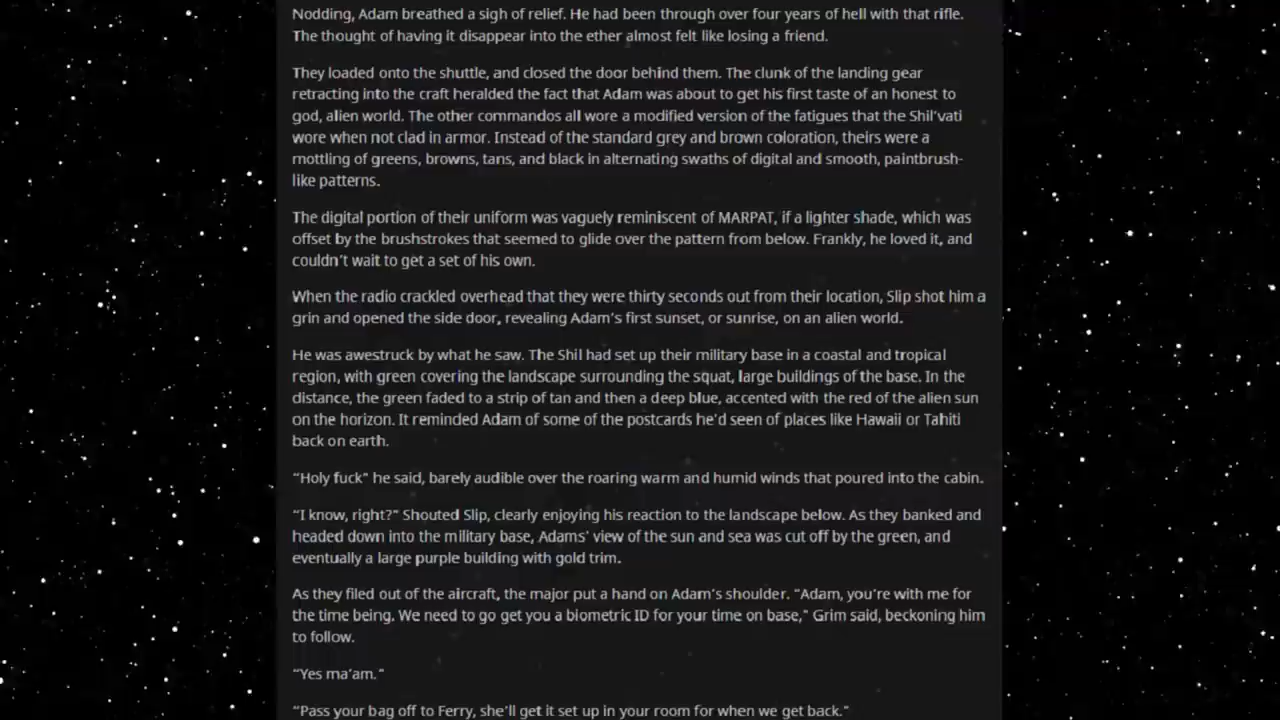 Nodding, Adam breathed a sigh of relief. He had been through over four years of hell with that rifle.
The thought of having it disappear into the ether almost felt like losing a friend.
They loaded onto the shuttle, and closed the door behind them. The clunk of the landing gear
retracting into the craft heralded the fact that Adam was about to get his first taste of an honest to
god, alien world. The other commandos all wore a modified version of the fatigues that the Shil'vati
wore when not clad in armor. Instead of the standard grey and brown coloration, theirs were a
mottling of greens, browns, tans, and black in alternating swaths of digital and smooth, paintbrush-
like patterns.
The digital portion of their uniform was vaguely reminiscent of MARPAT, if a lighter shade, which was
offset by the brushstrokes that seemed to glide over the pattern from below. Frankly, he loved it, and
couldn't wait to get a set of his own.
When the radio crackled overhead that they were thirty seconds out from their location, Slip shot him a
grin and opened the side door, revealing Adam's first sunset, or sunrise, on an alien world.
He was awestruck by what he saw. The Shil had set up their military base in a coastal and tropical
region, with green covering the landscape surrounding the squat, large buildings of the base. In the
distance, the green faded to a strip of tan and then a deep blue, accented with the red of the alien sun
on the horizon. It reminded Adam of some of the postcards he'd seen of places like Hawaii or Tahiti
back on earth.
"Holy fuck" he said, barely audible over the roaring warm and humid winds that poured into the cabin.
"I know, right?" Shouted Slip, clearly enjoying his reaction to the landscape below. As they banked and
headed down into the military base, Adams' view of the sun and sea was cut off by the green, and
eventually a large purple building with gold trim.
As they filed out of the aircraft, the major put a hand on Adam's shoulder. "Adam, you're with me for
the time being. We need to go get you a biometric ID for your time on base," Grim said, beckoning him
to follow.
"Yes ma'am."
"Pass your bag off to Ferry, she'll get it set up in your room for when we get back."